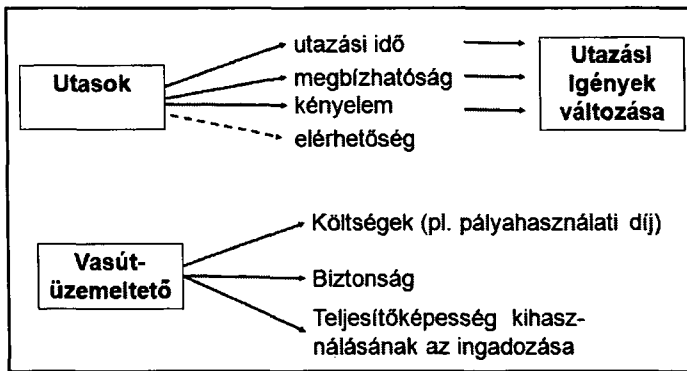 Utasok
utazási idő
megbízhatóság
kényelem
elérhetőség
Utazási
Igények
változása
Vasút-
üzemeltető
Költségek (pl. pályahasználati díj)
Biztonság
Teljesítőképesség kihasz-
nálásának az ingadozása